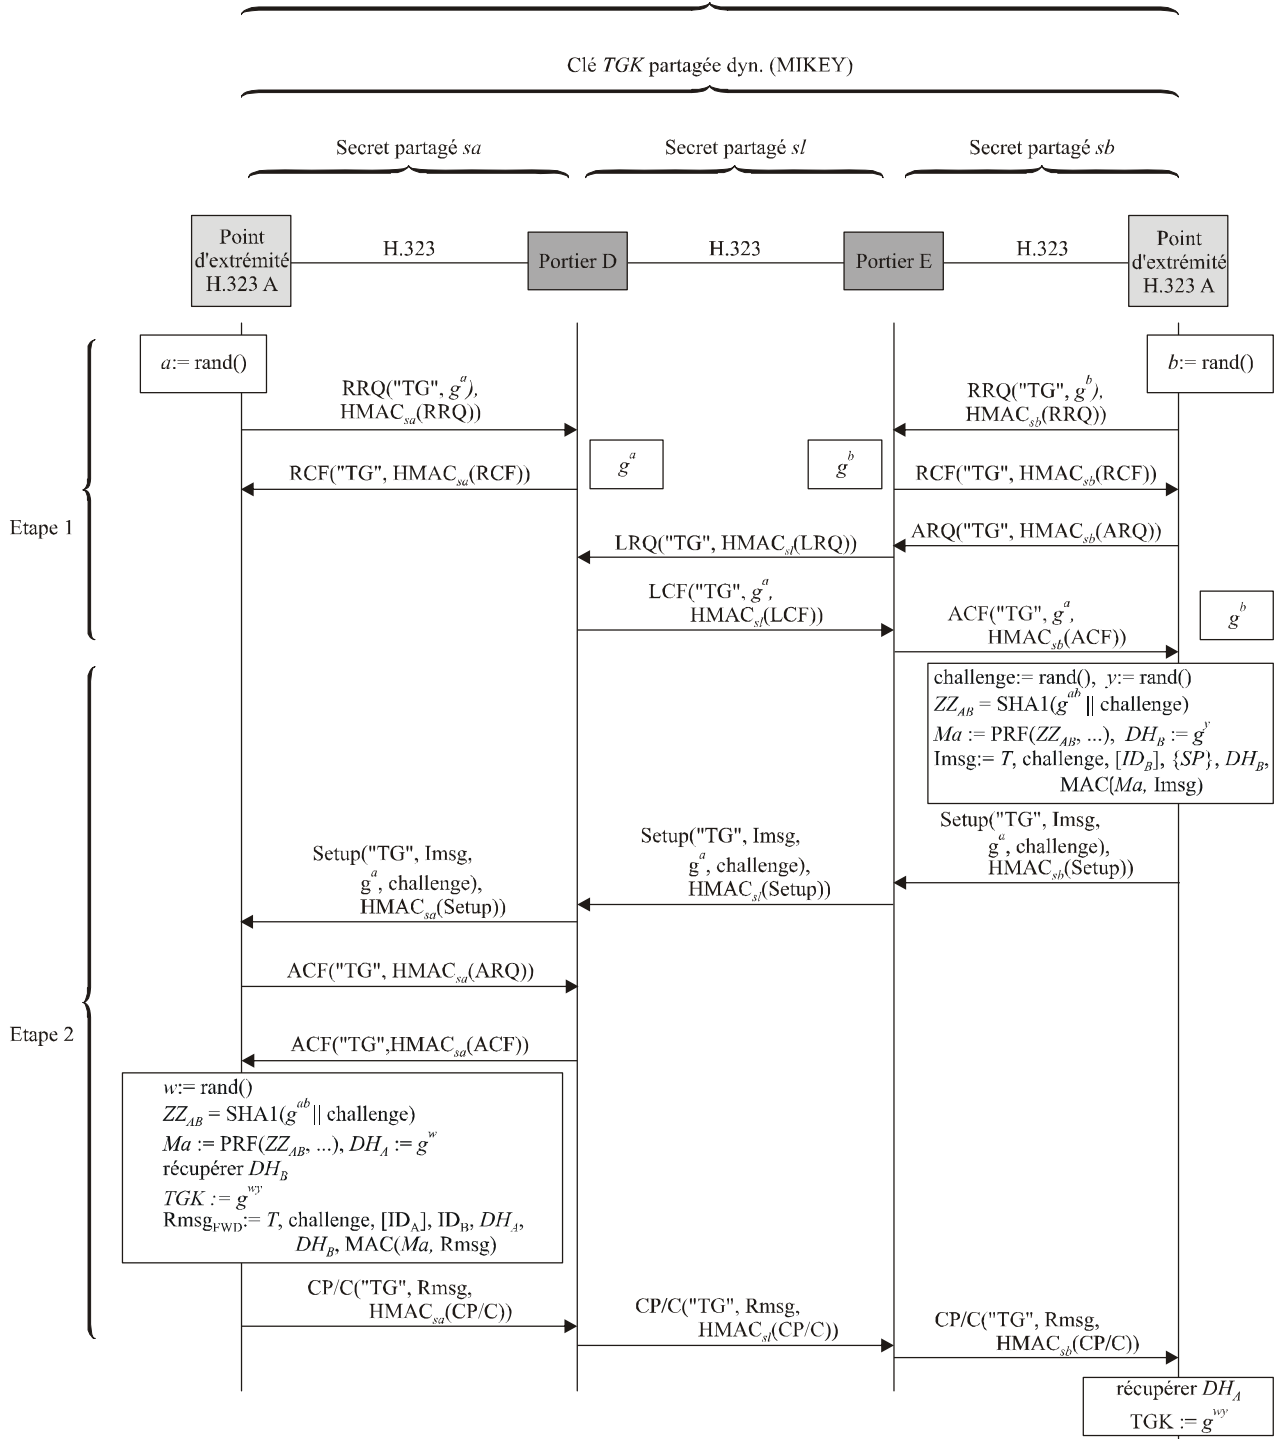 Clé TGK partagée dyn. (MIKEY)
Secret partagé sa
Secret partagé sl
Secret partagé sb
Point
d'extrémité
H.323 A
H.323
Portier D
H.323
Portier E
H.323
Point
d'extrémité
H.323 A
a:= rand()
b:= rand()
RRQ("TG", g^a),
HMAC_sa(RRQ))
RRQ("TG", g^b),
HMAC_sb(RRQ))
g^a
g^b
RCF("TG", HMAC_sa(RCF))
RCF("TG", HMAC_sb(RCF))
Etape 1
ARQ("TG", HMAC_sb(ARQ))
LRQ("TG", HMAC_sl(LRQ))
LCF("TG", g^a,
HMAC_sl(LCF))
ACF("TG", g^a,
HMAC_sb(ACF))
g^b
challenge:= rand(), y:= rand()
ZZ_AB = SHA1(g^ab || challenge)
Ma := PRF(ZZ_AB, ...), DH_B := g^y
Imsg:= T, challenge, [ID_B], {SP}, DH_B,
MAC(Ma, Imsg)
Setup("TG", Imsg,
g^a, challenge),
HMAC_sb(Setup))
Setup("TG", Imsg,
g^a, challenge),
HMAC_sl(Setup))
Setup("TG", Imsg,
g^a, challenge),
HMAC_sa(Setup))
ACF("TG", HMAC_sa(ARQ))
Etape 2
ACF("TG",HMAC_sa(ACF))
w:= rand()
ZZ_AB = SHA1(g^ab || challenge)
Ma := PRF(ZZ_AB, ...), DH_A := g^w
récupérer DH_B
TGK := g^wy
Rmsg_FWD:= T, challenge, [ID_A], ID_B, DH_A,
DH_B, MAC(Ma, Rmsg)
CP/C("TG", Rmsg,
HMAC_sa(CP/C))
CP/C("TG", Rmsg,
HMAC_sl(CP/C))
CP/C("TG", Rmsg,
HMAC_sb(CP/C))
récupérer DH_A
TGK := g^wy